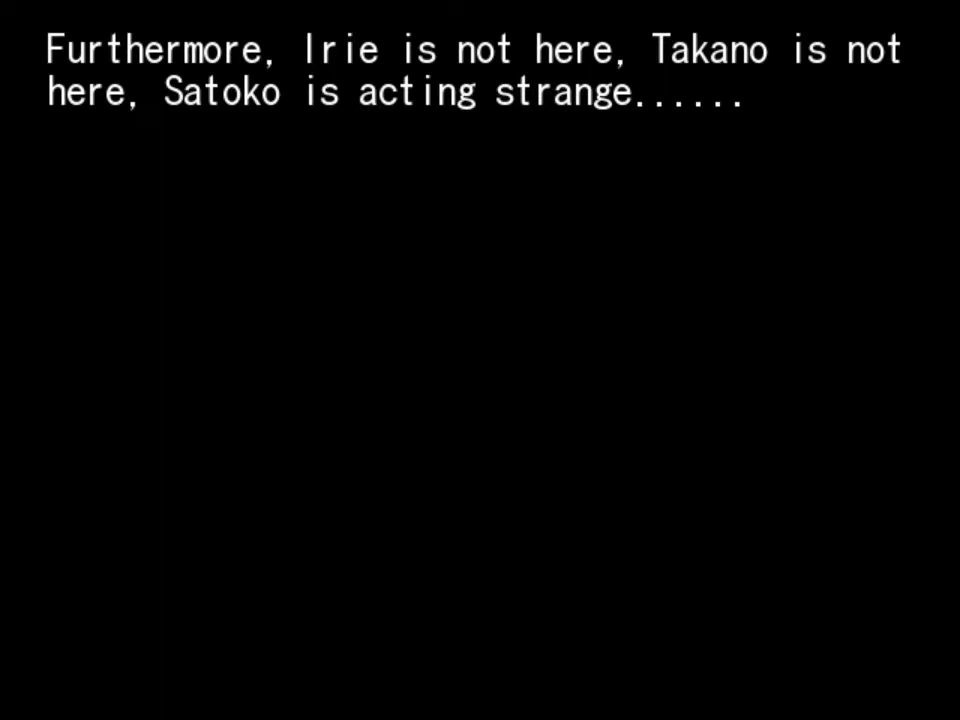 Furthermore, Irie is not here, Takano is not
here, Satoko is acting strange......